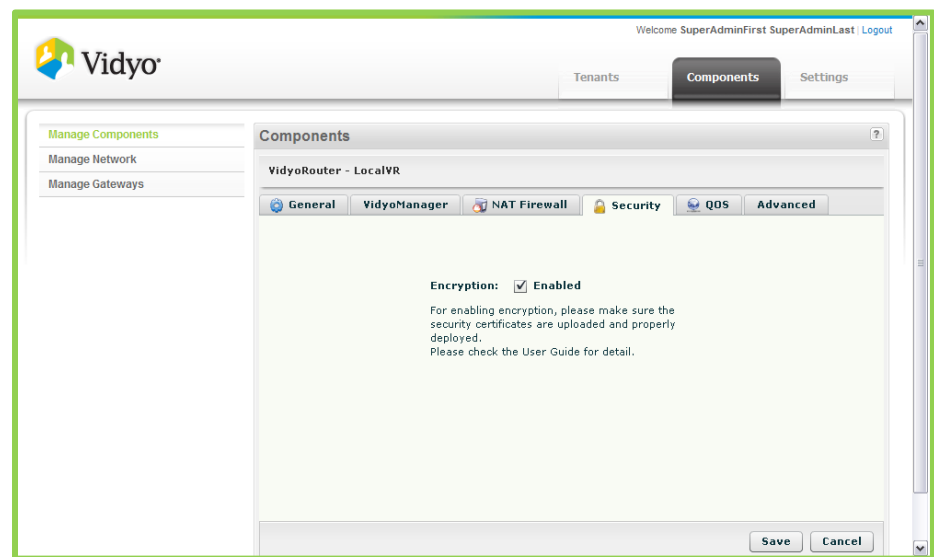 Welcome SuperAdminFirst SuperAdminLast | Logout
Vidyo
Tenants
Components
Settings
Manage Components
Manage Network
Manage Gateways
Components
?
VidyoRouter - LocalVR
General
VidyoManager
NAT Firewall
Security
QOS
Advanced
Encryption: Enabled
For enabling encryption, please make sure the
security certificates are uploaded and properly
deployed.
Please check the User Guide for detail.
Save
Cancel